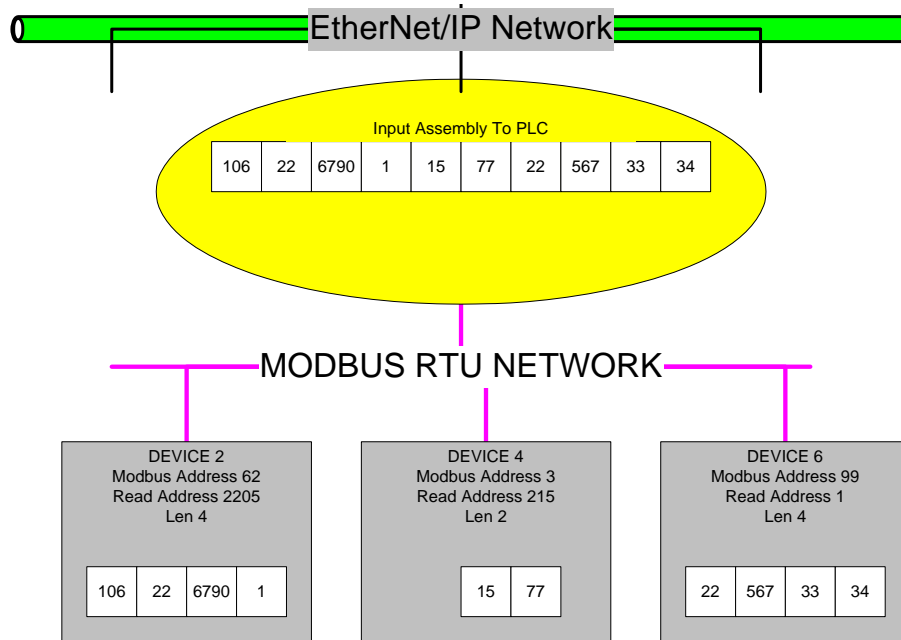 EtherNet/IP Network
Input Assembly To PLC
106 22 6790 1 15 77 22 567 33 34
MODBUS RTU NETWORK
DEVICE 2
Modbus Address 62
Read Address 2205
Len 4
106 22 6790 1
DEVICE 4
Modbus Address 3
Read Address 215
Len 2
15 77
DEVICE 6
Modbus Address 99
Read Address 1
Len 4
22 567 33 34